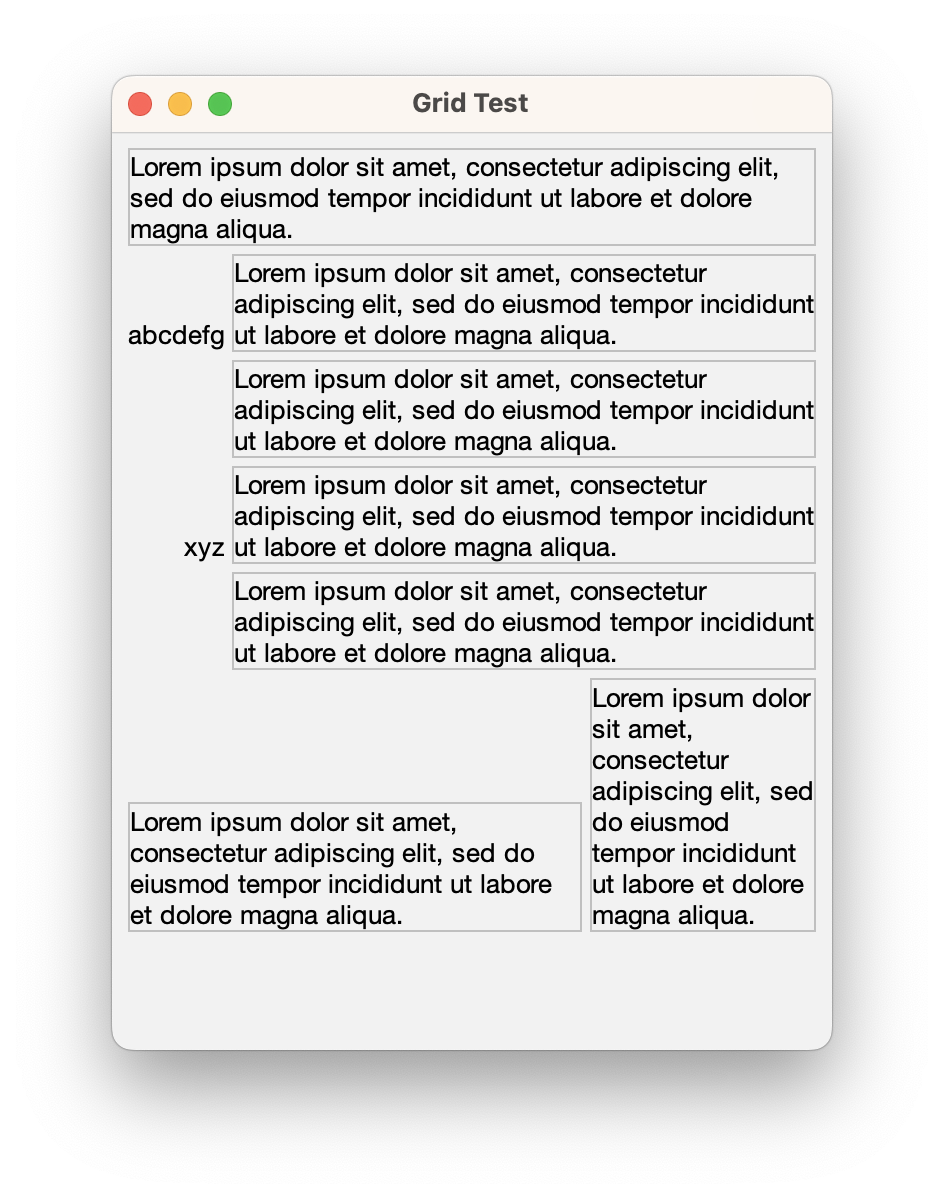 Grid Test
Lorem ipsum dolor sit amet, consectetur adipiscing elit,
sed do eiusmod tempor incididunt ut labore et dolore
magna aliqua.
Lorem ipsum dolor sit amet, consectetur
adipiscing elit, sed do eiusmod tempor incididunt
abcdefg ut labore et dolore magna aliqua.
Lorem ipsum dolor sit amet, consectetur
adipiscing elit, sed do eiusmod tempor incididunt
ut labore et dolore magna aliqua.
Lorem ipsum dolor sit amet, consectetur
adipiscing elit, sed do eiusmod tempor incididunt
xyz ut labore et dolore magna aliqua.
Lorem ipsum dolor sit amet, consectetur
adipiscing elit, sed do eiusmod tempor incididunt
ut labore et dolore magna aliqua.
Lorem ipsum dolor sit amet,
consectetur adipiscing elit, sed do
eiusmod tempor incididunt ut labore
et dolore magna aliqua.
Lorem ipsum dolor
sit amet,
consectetur
adipiscing elit, sed
do eiusmod
tempor incididunt
ut labore et dolore
magna aliqua.